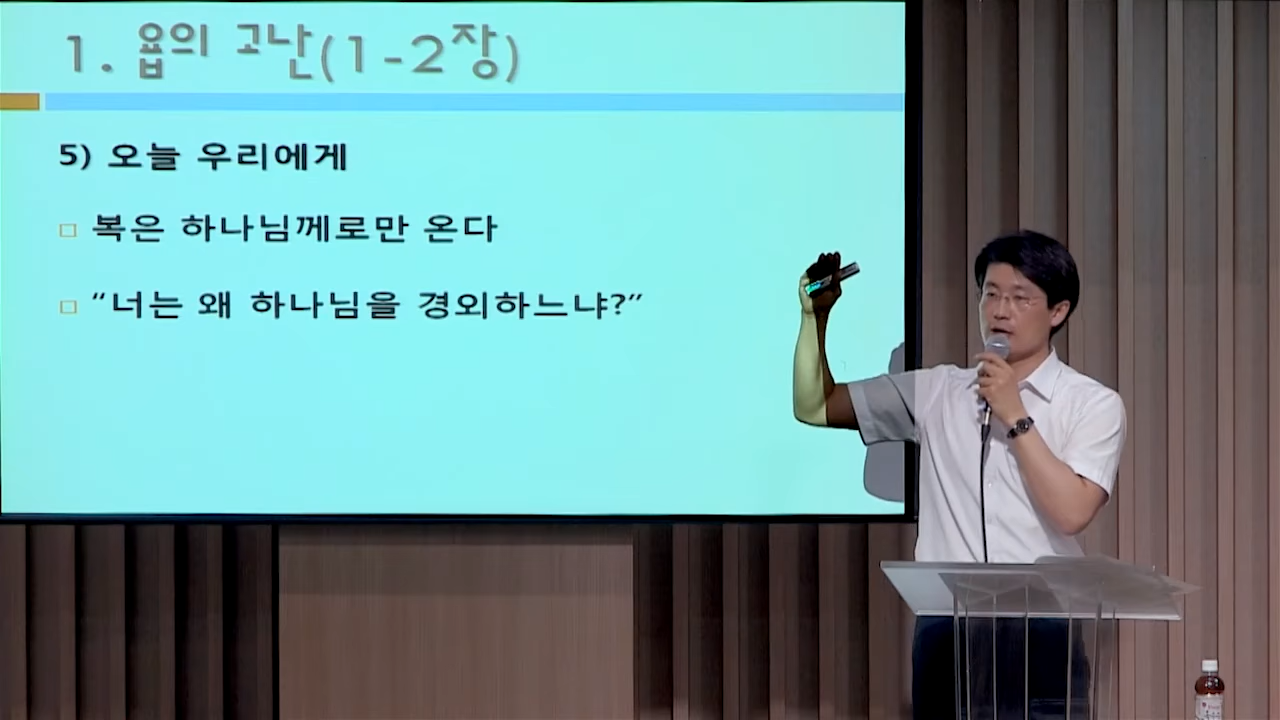 1. 욥의 고난(1-2장)
5) 오늘 우리에게
복은 하나님께로만 온다
“너는 왜 하나님을 경외하느냐?”